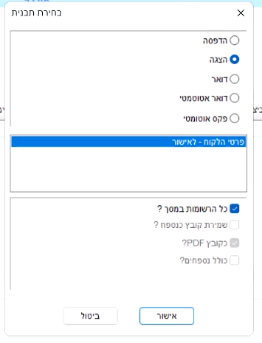 בחירת תבנית
הדפסה
הצגה
דואר
דואר אוטומטי
פקס אוטומטי
פרטי הלקוח - לאישור
כל הרשומות במסך ?
שמירת קובץ כנספח ?
כקובץ PDF?
כולל נספחים?
אישור
ביטול